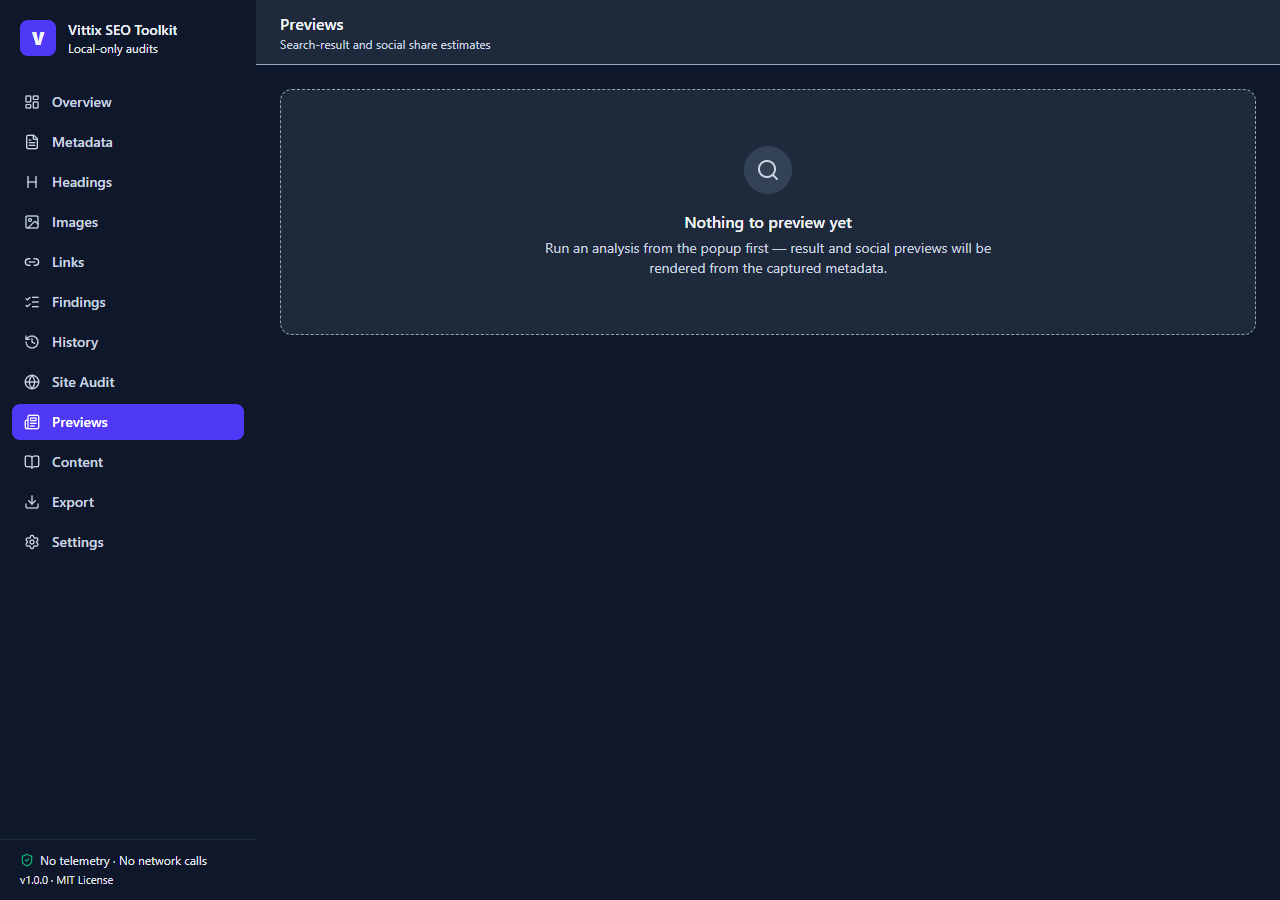 V
Vittix SEO Toolkit
Local-only audits
Overview
Metadata
Headings
Images
Links
Findings
History
Site Audit
Previews
Content
Export
Settings
No telemetry · No network calls
v1.0.0 · MIT License
Previews
Search-result and social share estimates
Nothing to preview yet
Run an analysis from the popup first — result and social previews will be
rendered from the captured metadata.